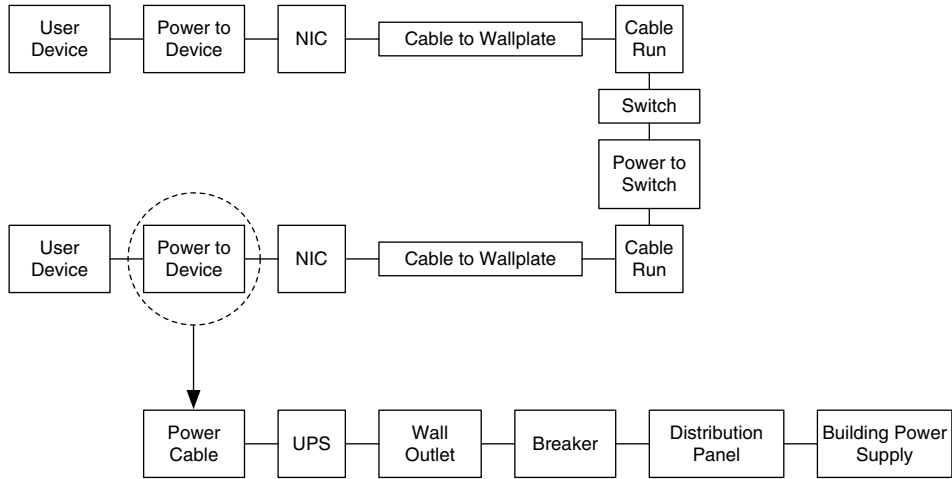 User
Device
Power to
Device
NIC
Cable to Wallplate
Cable
Run
Switch
Power to
Switch
User
Device
Power to
Device
NIC
Cable to Wallplate
Cable
Run
Power
Cable
UPS
Wall
Outlet
Breaker
Distribution
Panel
Building Power
Supply